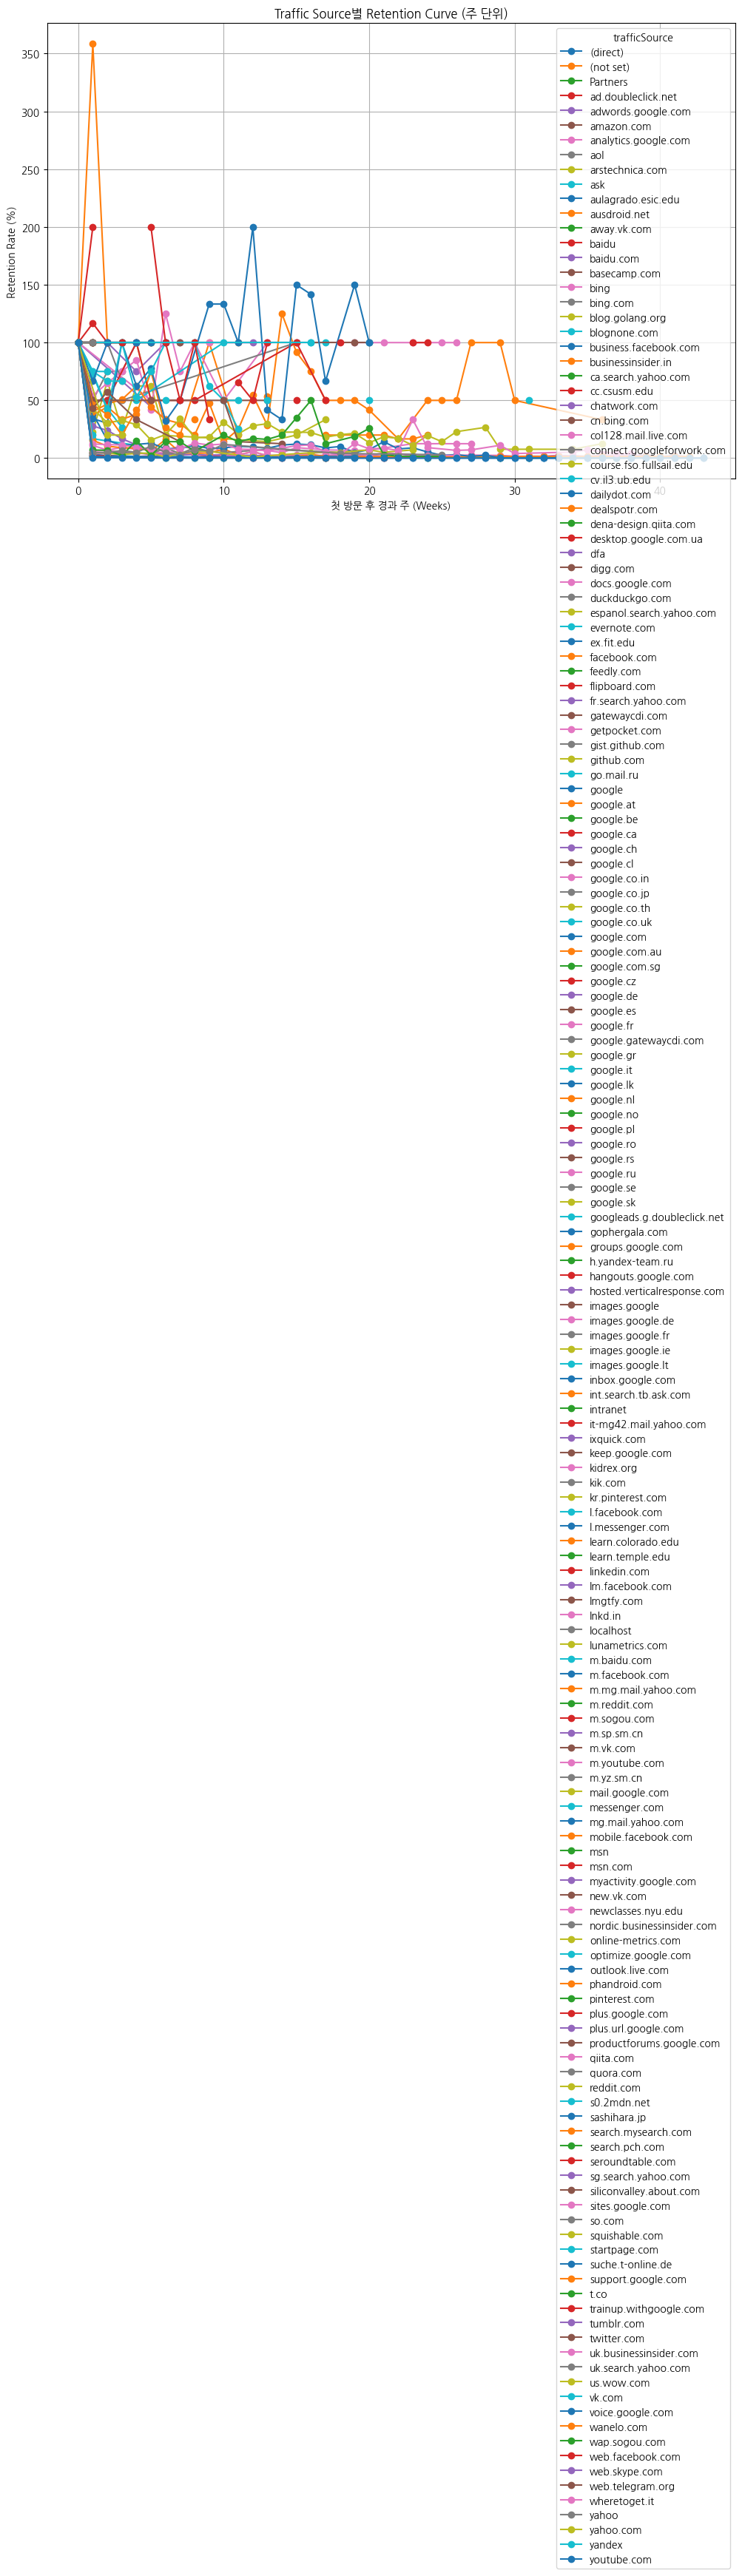 Traffic Source별 Retention Curve (주 단위)
Retention Rate (%)
350
300
250
200
150
100
50
0
0
10
20
30
40
첫 방문 후 경과 주 (Weeks)
trafficSource
(direct)
(not set)
Partners
ad.doubleclick.net
adwords.google.com
amazon.com
analytics.google.com
aol
arstechnica.com
ask
aulagrado.esic.edu
ausdroid.net
away.vk.com
baidu
baidu.com
basecamp.com
bing
bing.com
blog.golang.org
blognone.com
business.facebook.com
businessinsider.in
ca.search.yahoo.com
cc.csusm.edu
chatwork.com
cn.bing.com
col128.mail.live.com
connect.googleforwork.com
course.fso.fullsail.edu
cv.il3.ub.edu
dailydot.com
dealspotr.com
dena-design.qiita.com
desktop.google.com.ua
dfa
digg.com
docs.google.com
duckduckgo.com
espanol.search.yahoo.com
evernote.com
ex.fit.edu
facebook.com
feedly.com
flipboard.com
fr.search.yahoo.com
gatewaycdi.com
getpocket.com
gist.github.com
github.com
go.mail.ru
google
google.at
google.be
google.ca
google.ch
google.cl
google.co.in
google.co.jp
google.co.th
google.co.uk
google.com
google.com.au
google.com.sg
google.cz
google.de
google.es
google.fr
google.gatewaycdi.com
google.gr
google.it
google.lk
google.nl
google.no
google.pl
google.ro
google.rs
google.ru
google.se
google.sk
googleads.g.doubleclick.net
gophergala.com
groups.google.com
h.yandex-team.ru
hangouts.google.com
hosted.verticalresponse.com
images.google
images.google.de
images.google.fr
images.google.ie
images.google.lt
inbox.google.com
int.search.tb.ask.com
intranet
it-mg42.mail.yahoo.com
ixquick.com
keep.google.com
kidrex.org
kik.com
kr.pinterest.com
l.facebook.com
l.messenger.com
learn.colorado.edu
learn.temple.edu
linkedin.com
lm.facebook.com
lmgtfy.com
lnkd.in
localhost
lunametrics.com
m.baidu.com
m.facebook.com
m.mg.mail.yahoo.com
m.reddit.com
m.sogou.com
m.sp.sm.cn
m.vk.com
m.youtube.com
m.yz.sm.cn
mail.google.com
messenger.com
mg.mail.yahoo.com
mobile.facebook.com
msn
msn.com
myactivity.google.com
new.vk.com
newclasses.nyu.edu
nordic.businessinsider.com
online-metrics.com
optimize.google.com
outlook.live.com
phandroid.com
pinterest.com
plus.google.com
plus.url.google.com
productforums.google.com
qiita.com
quora.com
reddit.com
s0.2mdn.net
sashihara.jp
search.mysearch.com
search.pch.com
seroundtable.com
sg.search.yahoo.com
siliconvalley.about.com
sites.google.com
so.com
squishable.com
startpage.com
suche.t-online.de
support.google.com
t.co
trainup.withgoogle.com
tumblr.com
twitter.com
uk.businessinsider.com
uk.search.yahoo.com
us.wow.com
vk.com
voice.google.com
wanelo.com
wap.sogou.com
web.facebook.com
web.skype.com
web.telegram.org
wheretoget.it
yahoo
yahoo.com
yandex
youtube.com